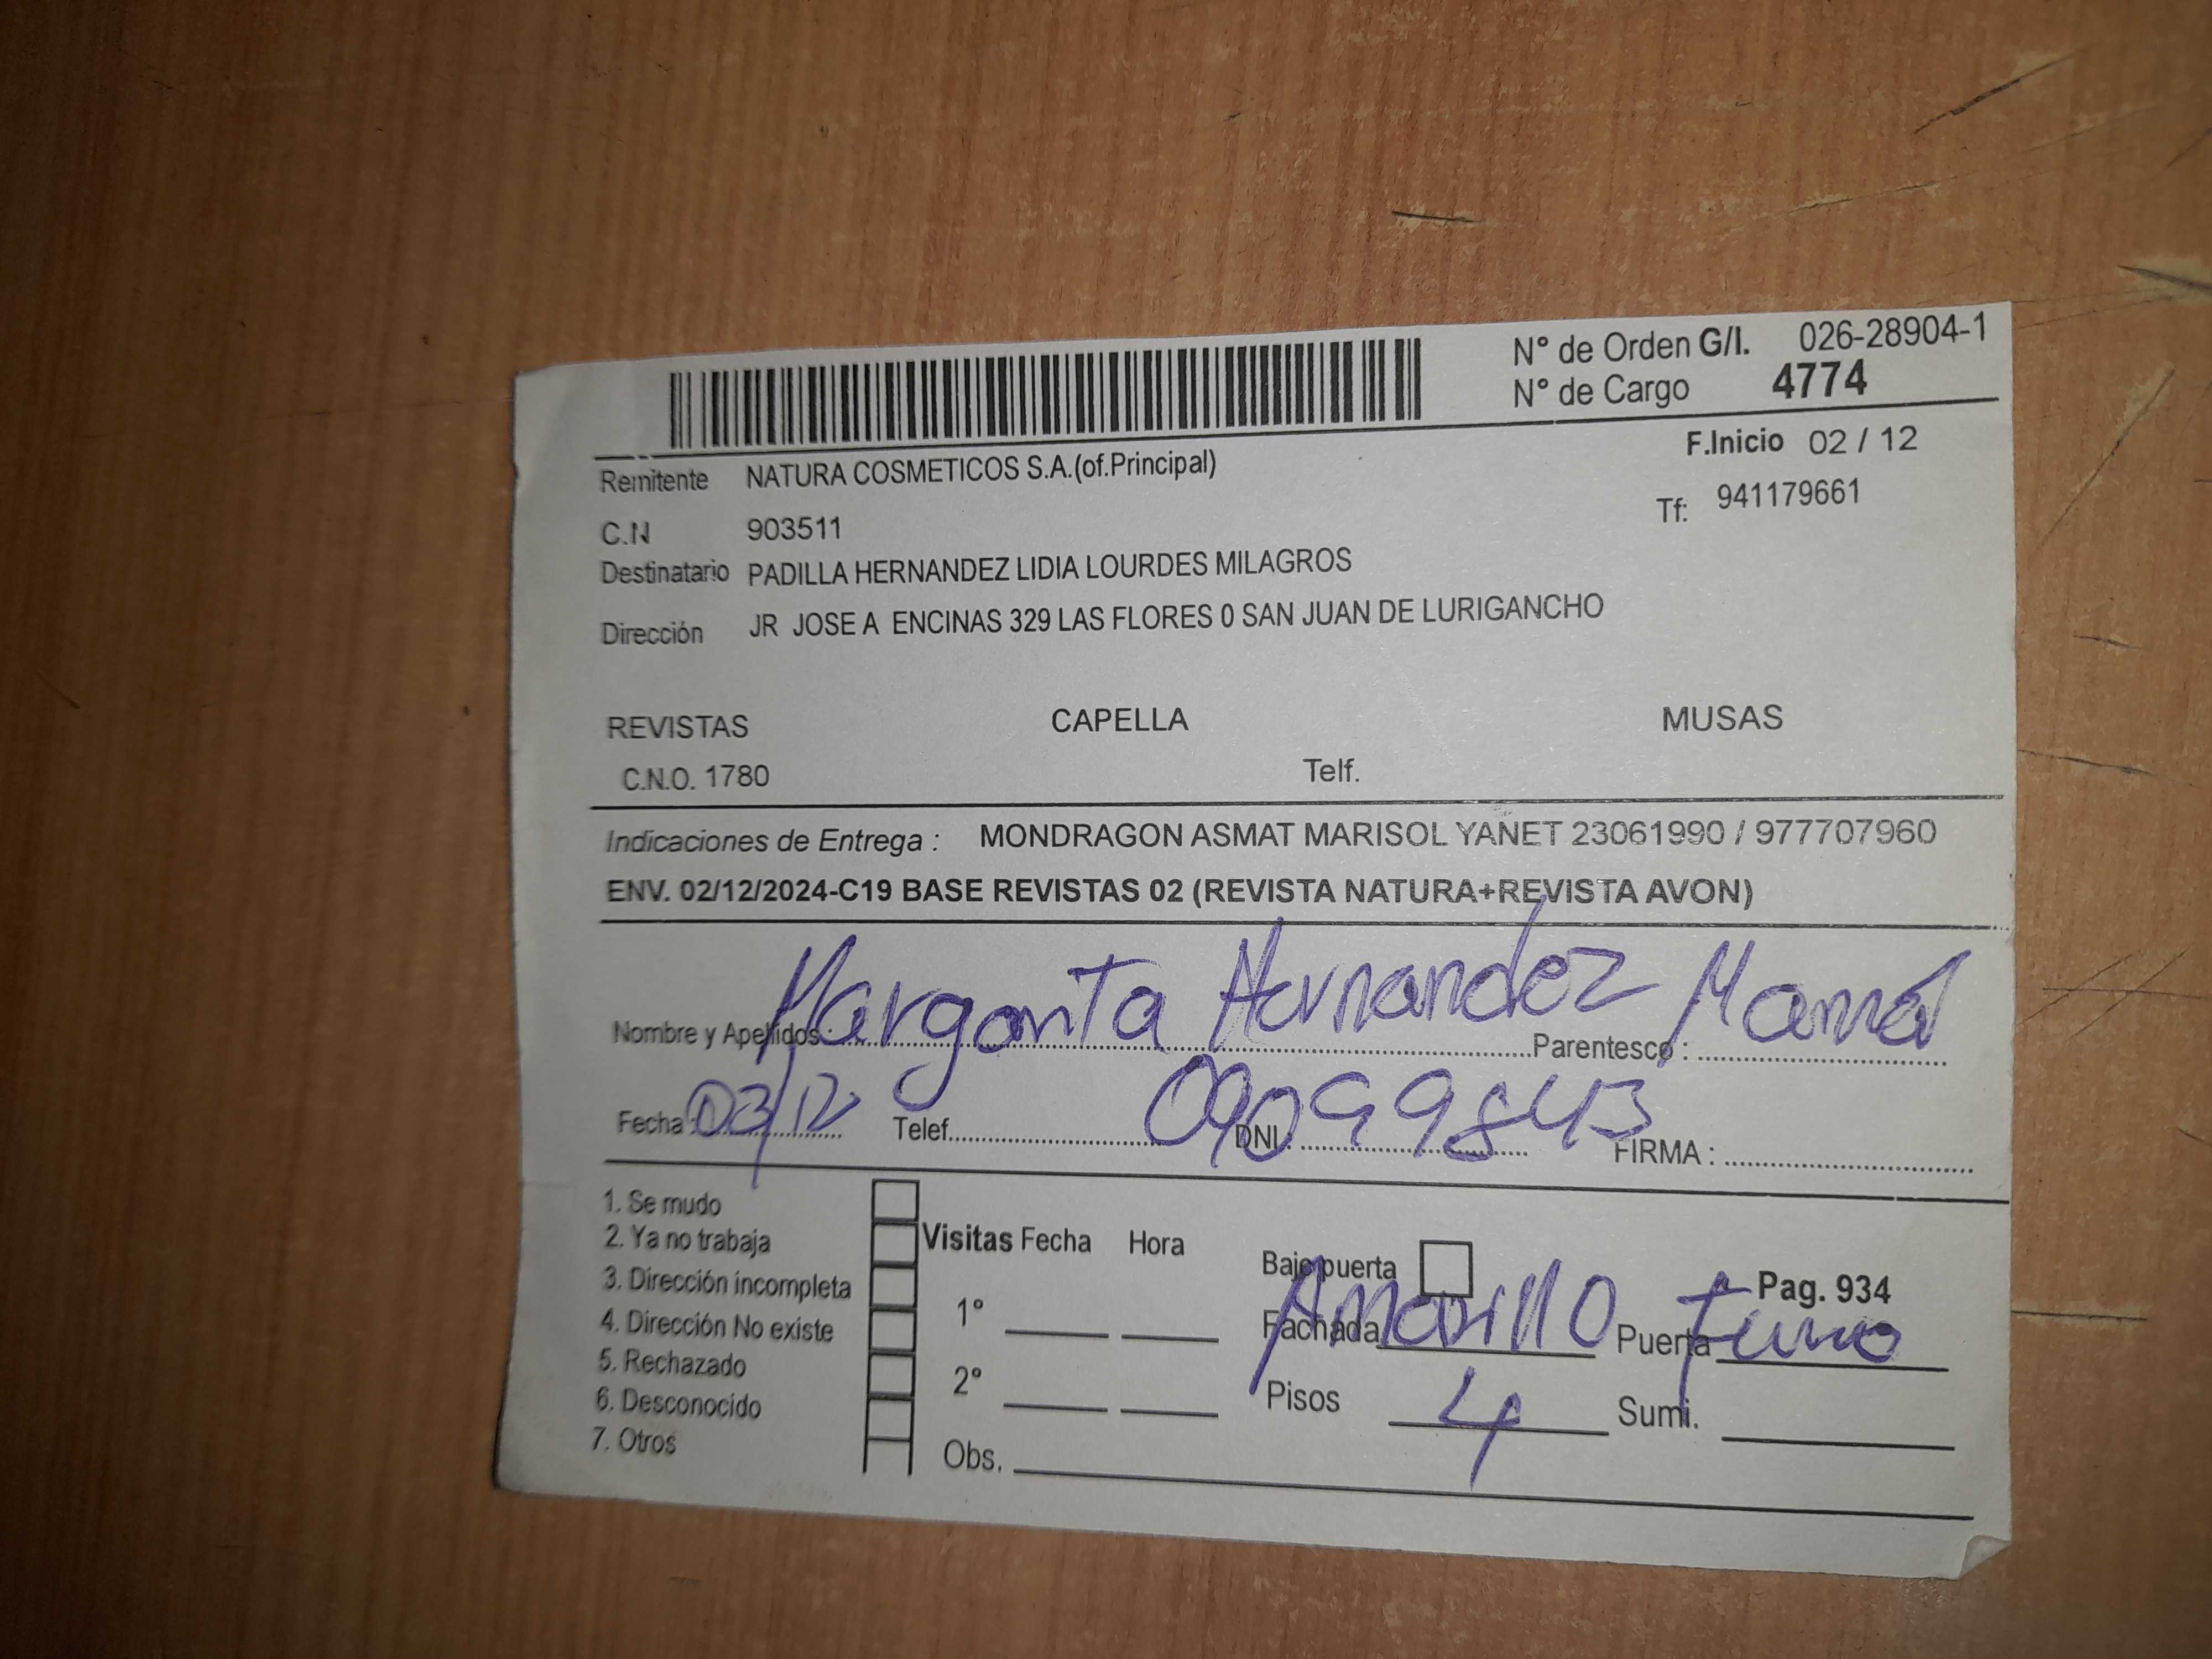 N° de Orden G/I. 026-28904-1
N° de Cargo 4774
F.Inicio 02 / 12
Remitente NATURA COSMETICOS S.A.(of.Principal)
Tf: 941179661
C.N 903511
Destinatario PADILLA HERNANDEZ LIDIA LOURDES MILAGROS
Dirección JR JOSE A ENCINAS 329 LAS FLORES 0 SAN JUAN DE LURIGANCHO
REVISTAS CAPELLA MUSAS
C.N.O. 1780 Telf.
Indicaciones de Entrega : MONDRAGON ASMAT MARISOL YANET 23061990 / 977707960
ENV. 02/12/2024-C19 BASE REVISTAS 02 (REVISTA NATURA+REVISTA AVON)
Nombre y Apellidos : Margarita Hernandez Parentesco : Mamá
Fecha : 03/12 Telef. DNI. 09099843 FIRMA :
1. Se mudo
2. Ya no trabaja
3. Dirección incompleta
4. Dirección No existe
5. Rechazado
6. Desconocido
7. Otros
Visitas Fecha Hora
1°
2°
Obs.
Bajo puerta
Pag. 934
Fachada Amarillo Puerta
Pisos 4 Sumi.